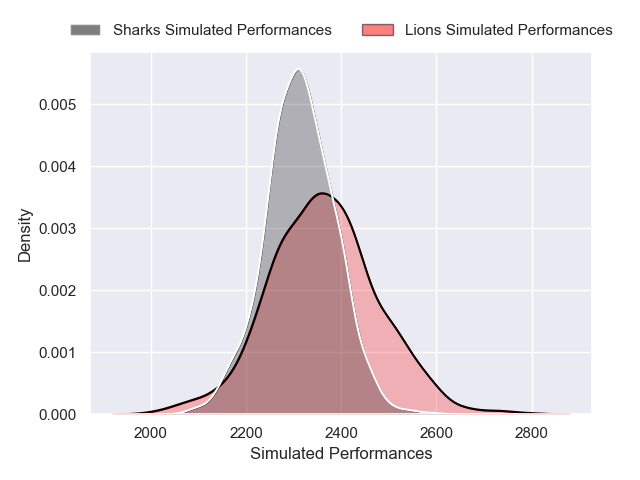 Sharks Simulated Performances
Lions Simulated Performances
Density
0.005
0.004
0.003
0.002
0.001
0.000
2000
2200
2400
2600
2800
Simulated Performances